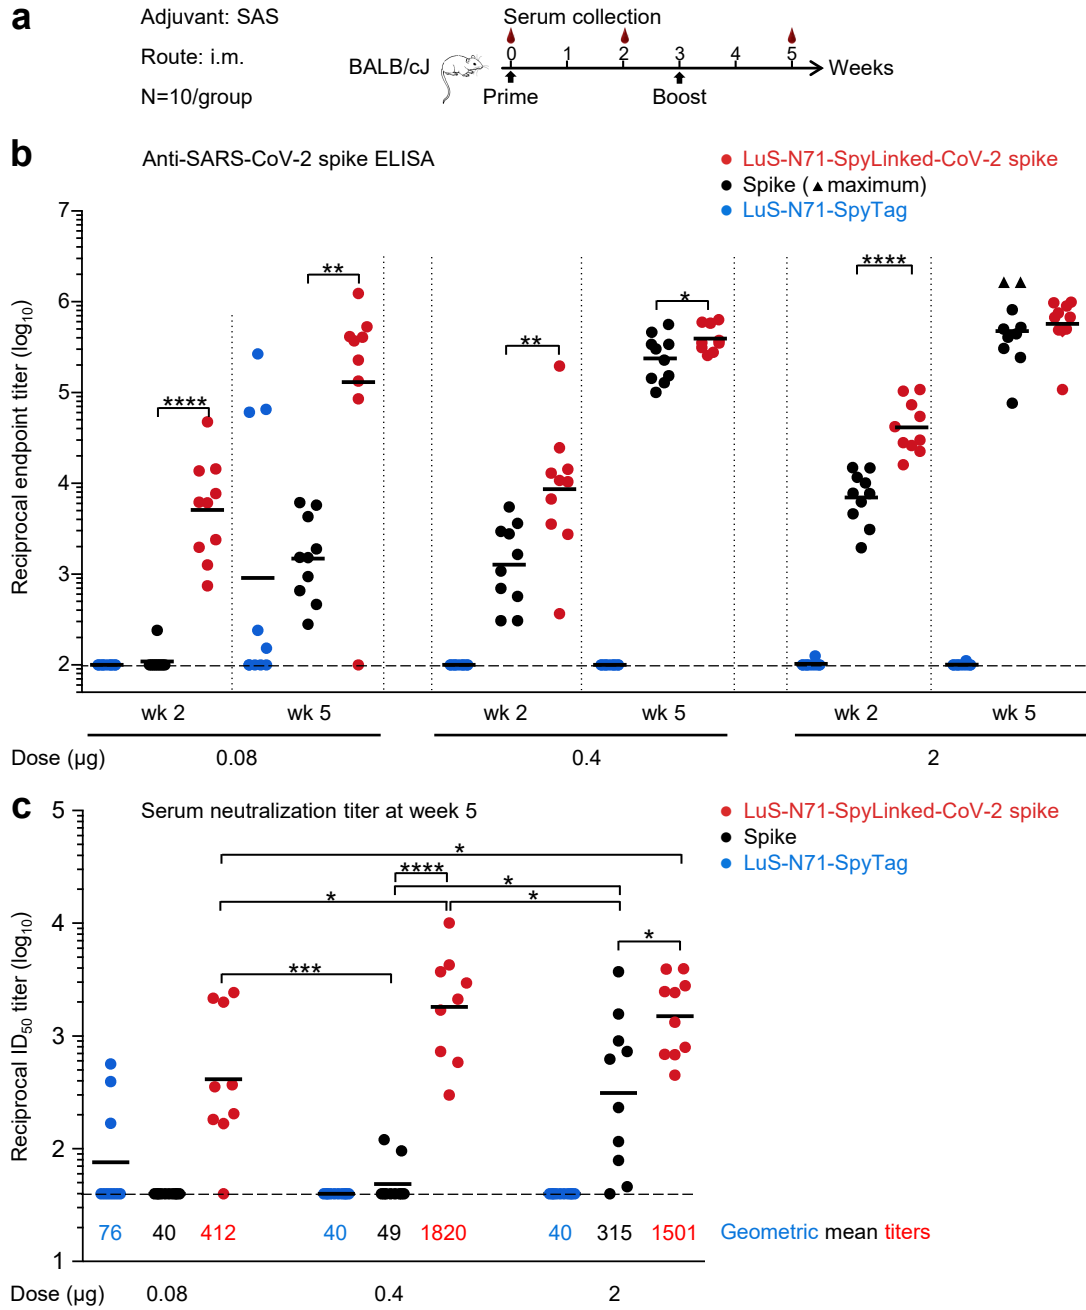 a
Adjuvant: SAS
Route: i.m.
N=10/group
Serum collection
BALB/cJ
0 1 2 3 4 5
Weeks
Prime
Boost
b
Anti-SARS-CoV-2 spike ELISA
LuS-N71-SpyLinked-CoV-2 spike
Spike (▲maximum)
LuS-N71-SpyTag
Reciprocal endpoint titer (log10)
7
6
5
4
3
2
****
**
**
*
****
wk 2 wk 5 wk 2 wk 5 wk 2 wk 5
Dose (µg) 0.08 0.4 2
c
Serum neutralization titer at week 5
LuS-N71-SpyLinked-CoV-2 spike
Spike
LuS-N71-SpyTag
Reciprocal ID50 titer (log10)
5
4
3
2
1
*
****
*
*
*
*
***
76 40 412 40 49 1820 40 315 1501
Geometric mean titers
Dose (µg) 0.08 0.4 2